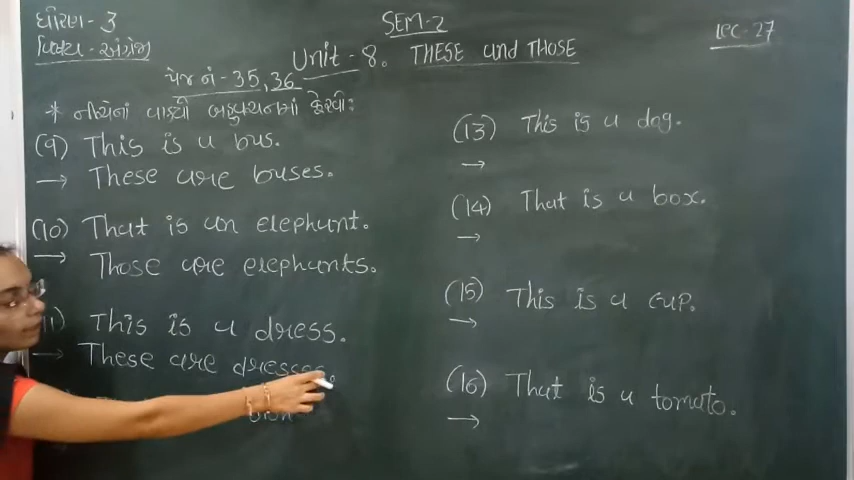 ધોરણ - 3
વિષય - અંગ્રેજી
SEM-2
Lec-27
Unit - 8. THESE and THOSE
પેજ નં - 35, 36
* નીચેનાં વાક્યો બહુવચનમાં ફેરવો:
(9) This is a bus.
→ These are buses.
(10) That is an elephant.
→ Those are elephants.
11) This is a dress.
→ These are dresses.
(13) This is a dog.
→
(14) That is a box.
→
(15) This is a cup.
→
(16) That is a tomato.
→